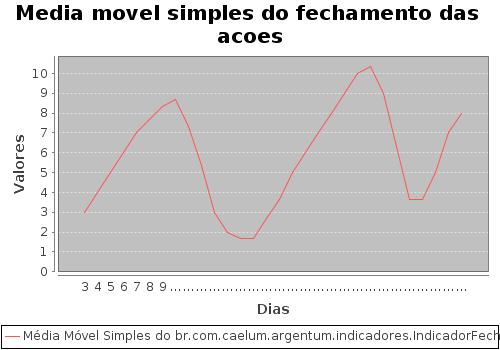 Media movel simples do fechamento das
acoes
Valores
10
9
8
7
6
5
4
3
2
1
0
3 4 5 6 7 8 9 ...
Dias
Média Móvel Simples do br.com.caelum.argentum.indicadores.IndicadorFech